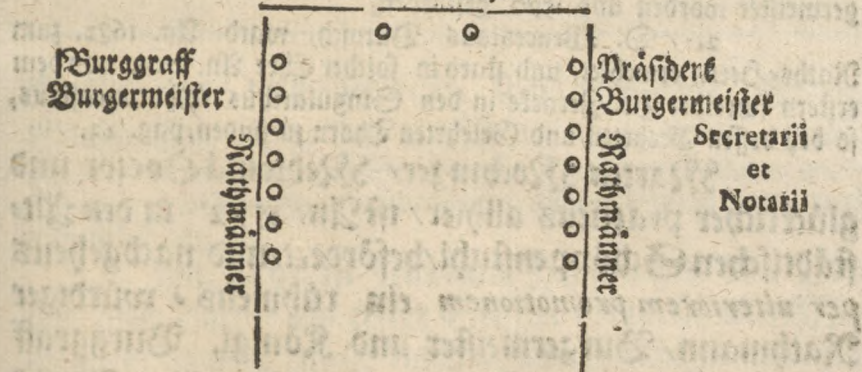 Burggraff
Burgermeister
Rathmänner
Präsident
Burgermeister
Secretarii
et
Notarii
Rathmänner